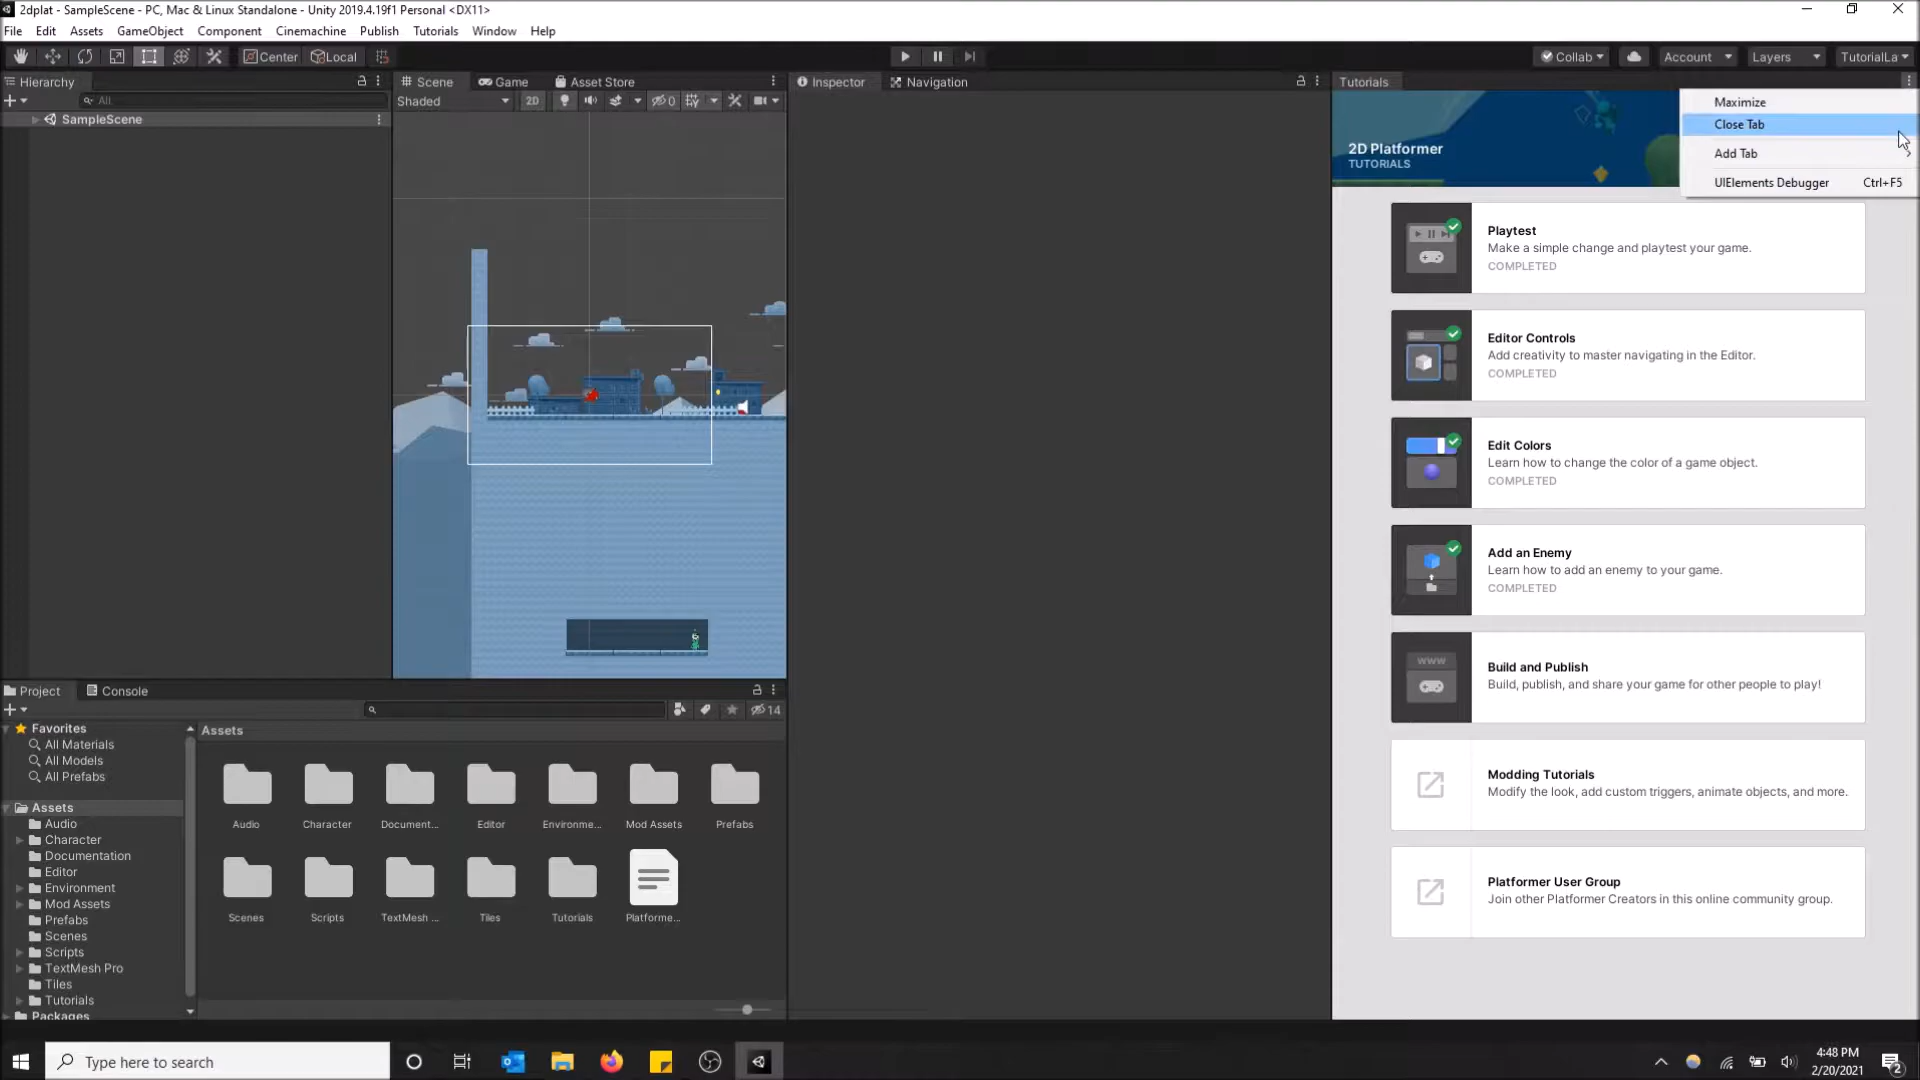 2dplat - SampleScene - PC, Mac & Linux Standalone - Unity 2019.4.19f1 Personal <DX11>
File Edit Assets GameObject Component Cinemachine Publish Tutorials Window Help
Center Local Collab Account Layers TutorialLa
Hierarchy
All
SampleScene
Scene Game Asset Store
Shaded 2D 0
Inspector Navigation
Tutorials
Maximize
Close Tab
Add Tab
UIElements Debugger Ctrl+F5
2D Platformer
TUTORIALS
Playtest
Make a simple change and playtest your game.
COMPLETED
Editor Controls
Add creativity to master navigating in the Editor.
COMPLETED
Edit Colors
Learn how to change the color of a game object.
COMPLETED
Add an Enemy
Learn how to add an enemy to your game.
COMPLETED
WWW
Build and Publish
Build, publish, and share your game for other people to play!
Modding Tutorials
Modify the look, add custom triggers, animate objects, and more.
Platformer User Group
Join other Platformer Creators in this online community group.
Project Console
14
Favorites
All Materials
All Models
All Prefabs
Assets
Audio
Character
Documentation
Editor
Environment
Mod Assets
Prefabs
Scenes
Scripts
TextMesh Pro
Tiles
Tutorials
Packages
Assets
Audio Character Document... Editor Environme... Mod Assets Prefabs
Scenes Scripts TextMesh ... Tiles Tutorials Platforme...
Type here to search
4:48 PM
2/20/2021
2